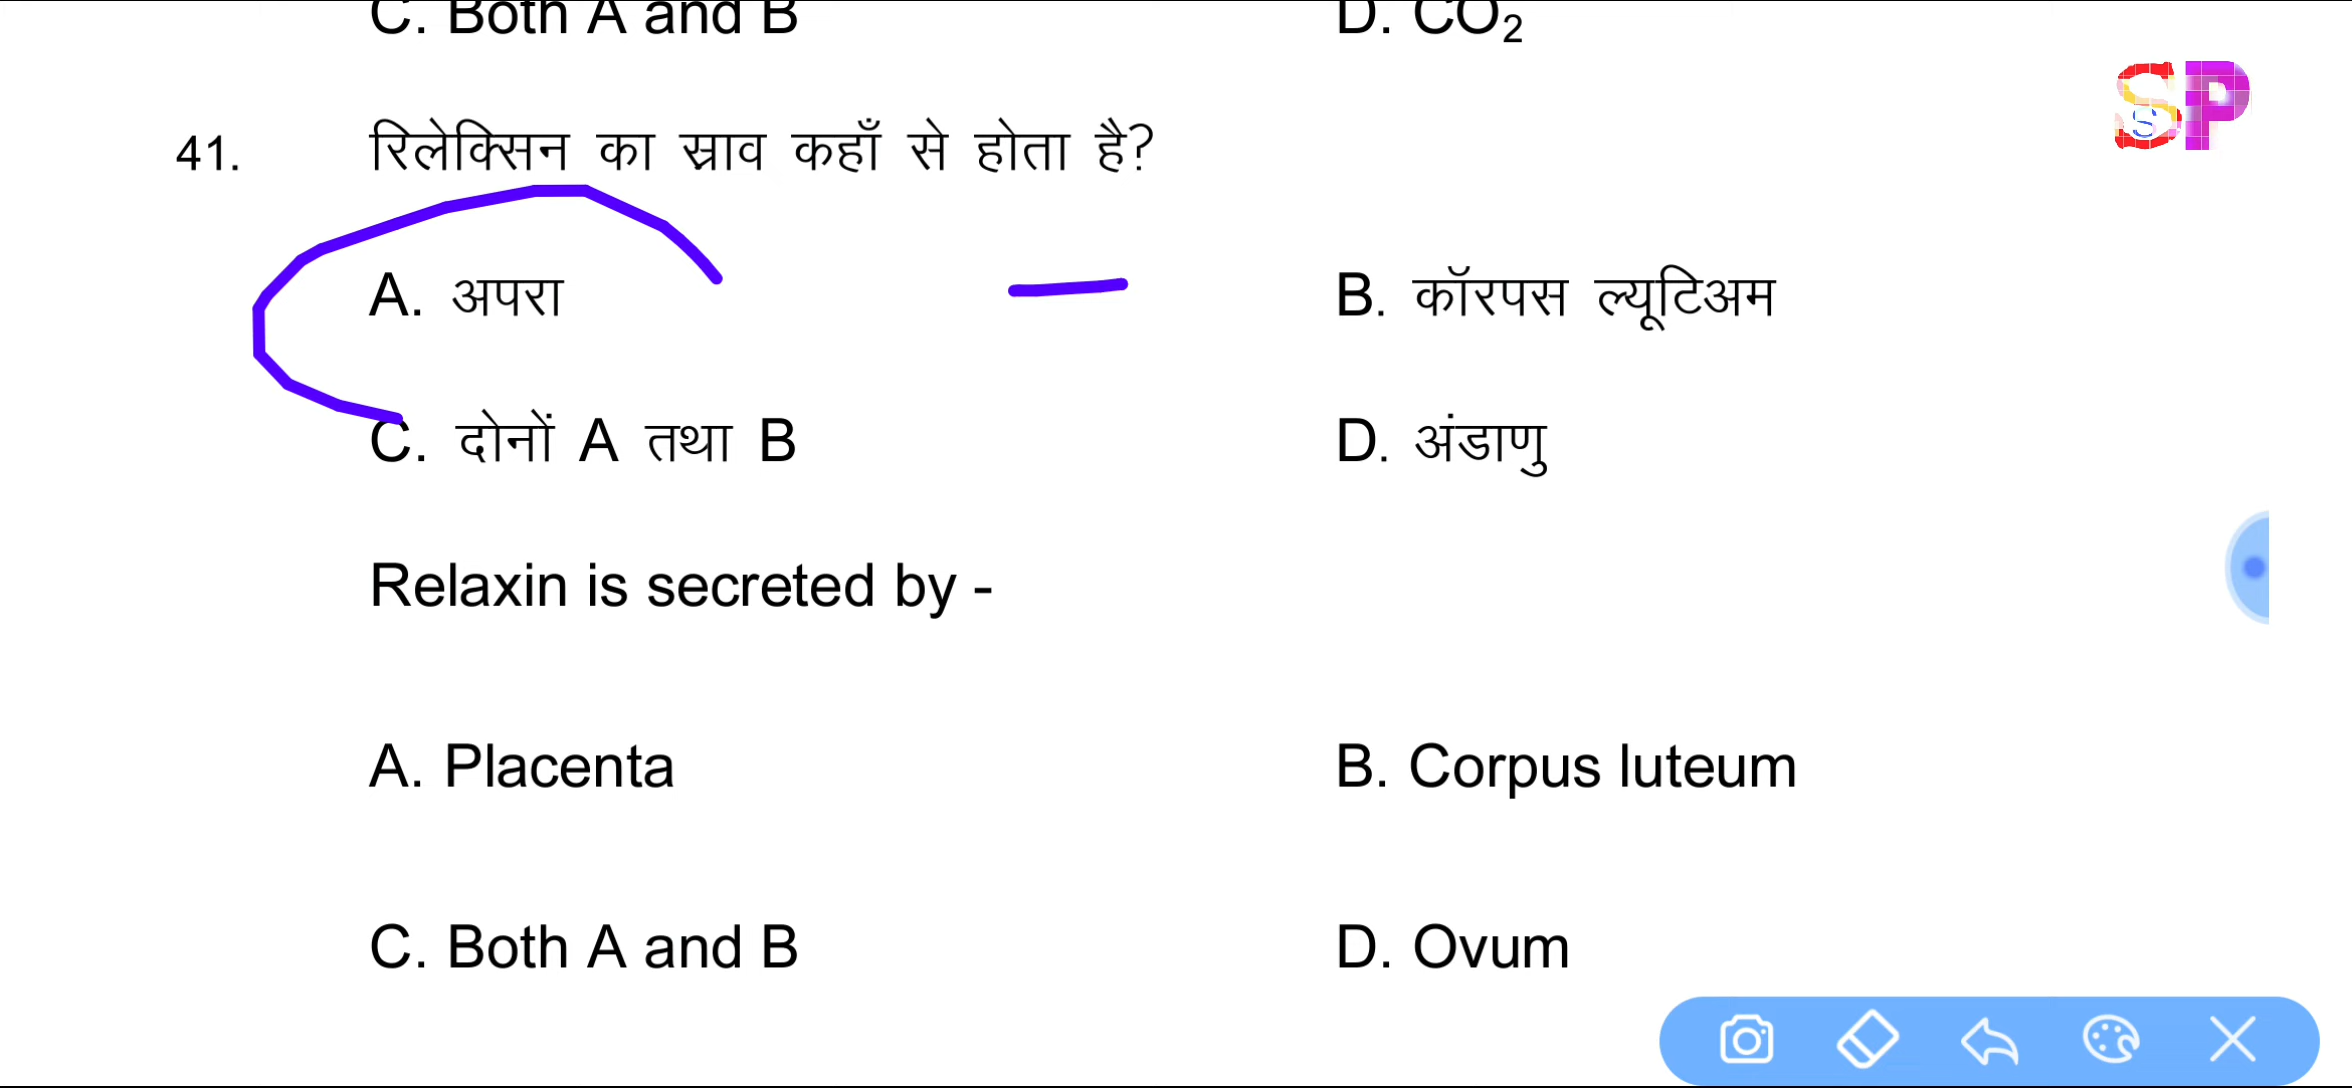 C. Both A and B D. CO₂
SP
S
41. रिलेक्सिन का स्राव कहाँ से होता है?
A. अपरा B. कॉरपस ल्यूटिअम
C. दोनों A तथा B D. अंडाणु
Relaxin is secreted by -
A. Placenta B. Corpus luteum
C. Both A and B D. Ovum